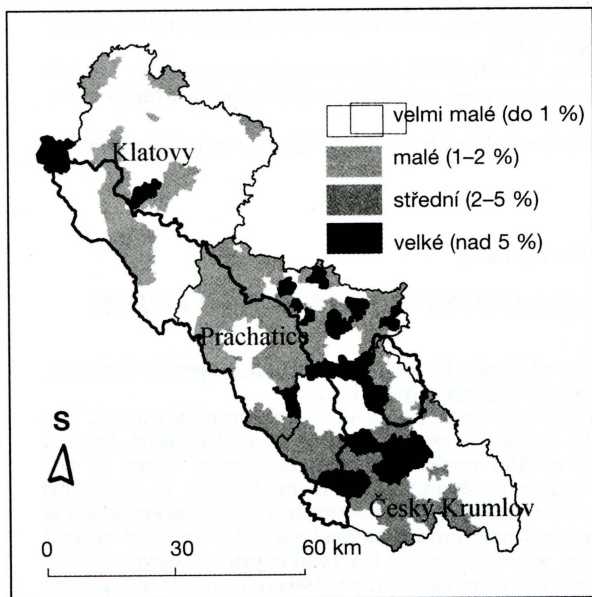 velmi malé (do 1 %)
Klatovy
malé (1–2 %)
střední (2–5 %)
velké (nad 5 %)
Prachatice
S
Český Krumlov
0 30 60 km